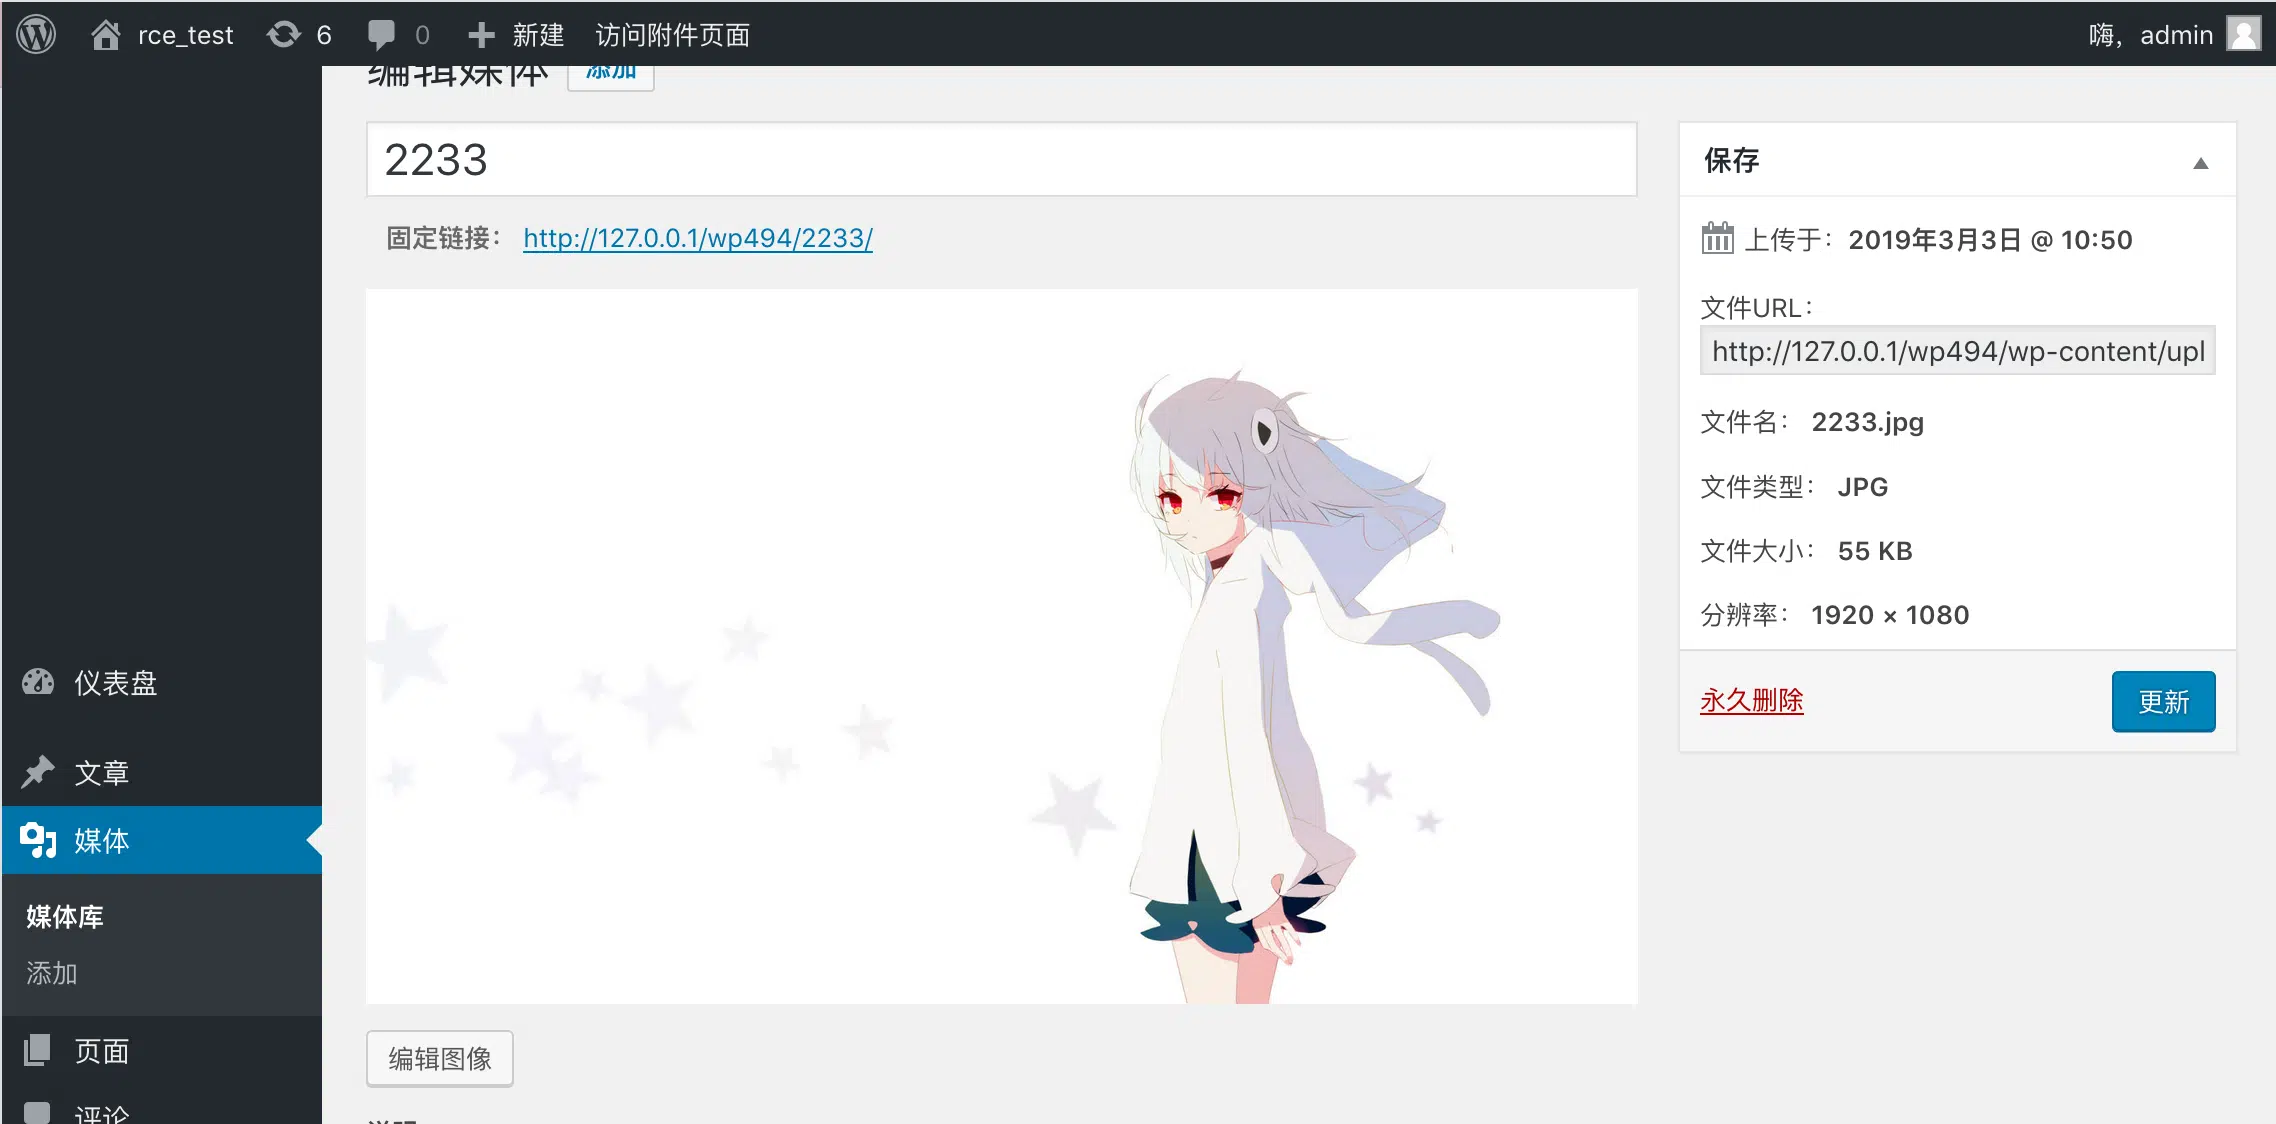 rce_test 6 0 新建 访问附件页面 嗨，admin
编辑媒体 添加
2233
固定链接： http://127.0.0.1/wp494/2233/
保存
上传于：2019年3月3日 @ 10:50
文件URL：
http://127.0.0.1/wp494/wp-content/upl
文件名： 2233.jpg
文件类型： JPG
文件大小： 55 KB
分辨率： 1920 × 1080
永久删除 更新
仪表盘
文章
媒体
媒体库
添加
页面
评论
编辑图像